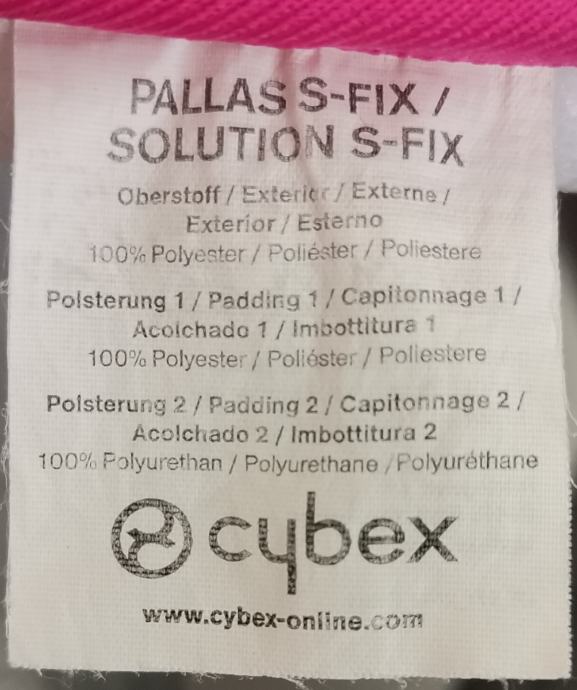 PALLAS S-FIX /
SOLUTION S-FIX
Oberstoff / Exterior / Externe /
Exterior / Esterno
100% Polyester / Poliéster / Poliestere
Polsterung 1 / Padding 1 / Capitonnage 1 /
Acolchado 1 / Imbottitura 1
100% Polyester / Poliéster / Poliestere
Polsterung 2 / Padding 2 / Capitonnage 2 /
Acolchado 2 / Imbottitura 2
100% Polyurethan / Polyurethane / Polyuréthane
cybex
www.cybex-online.com